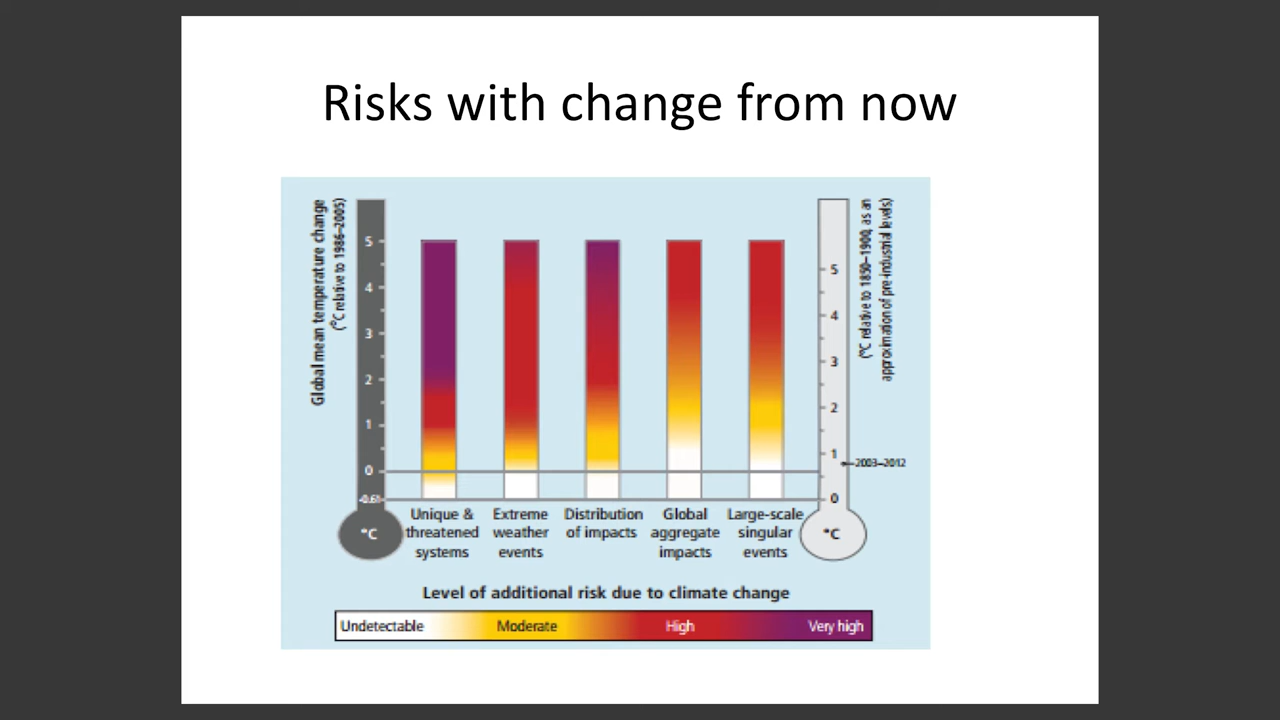 Risks with change from now
Global mean temperature change
(°C relative to 1986–2005)
5
4
3
2
1
0
-0.61
°C
Unique &
threatened
systems
Extreme
weather
events
Distribution
of impacts
Global
aggregate
impacts
Large-scale
singular
events
(°C relative to 1850–1900, as an
approximation of pre-industrial levels)
5
4
3
2
1
0
2003–2012
°C
Level of additional risk due to climate change
Undetectable Moderate High Very high